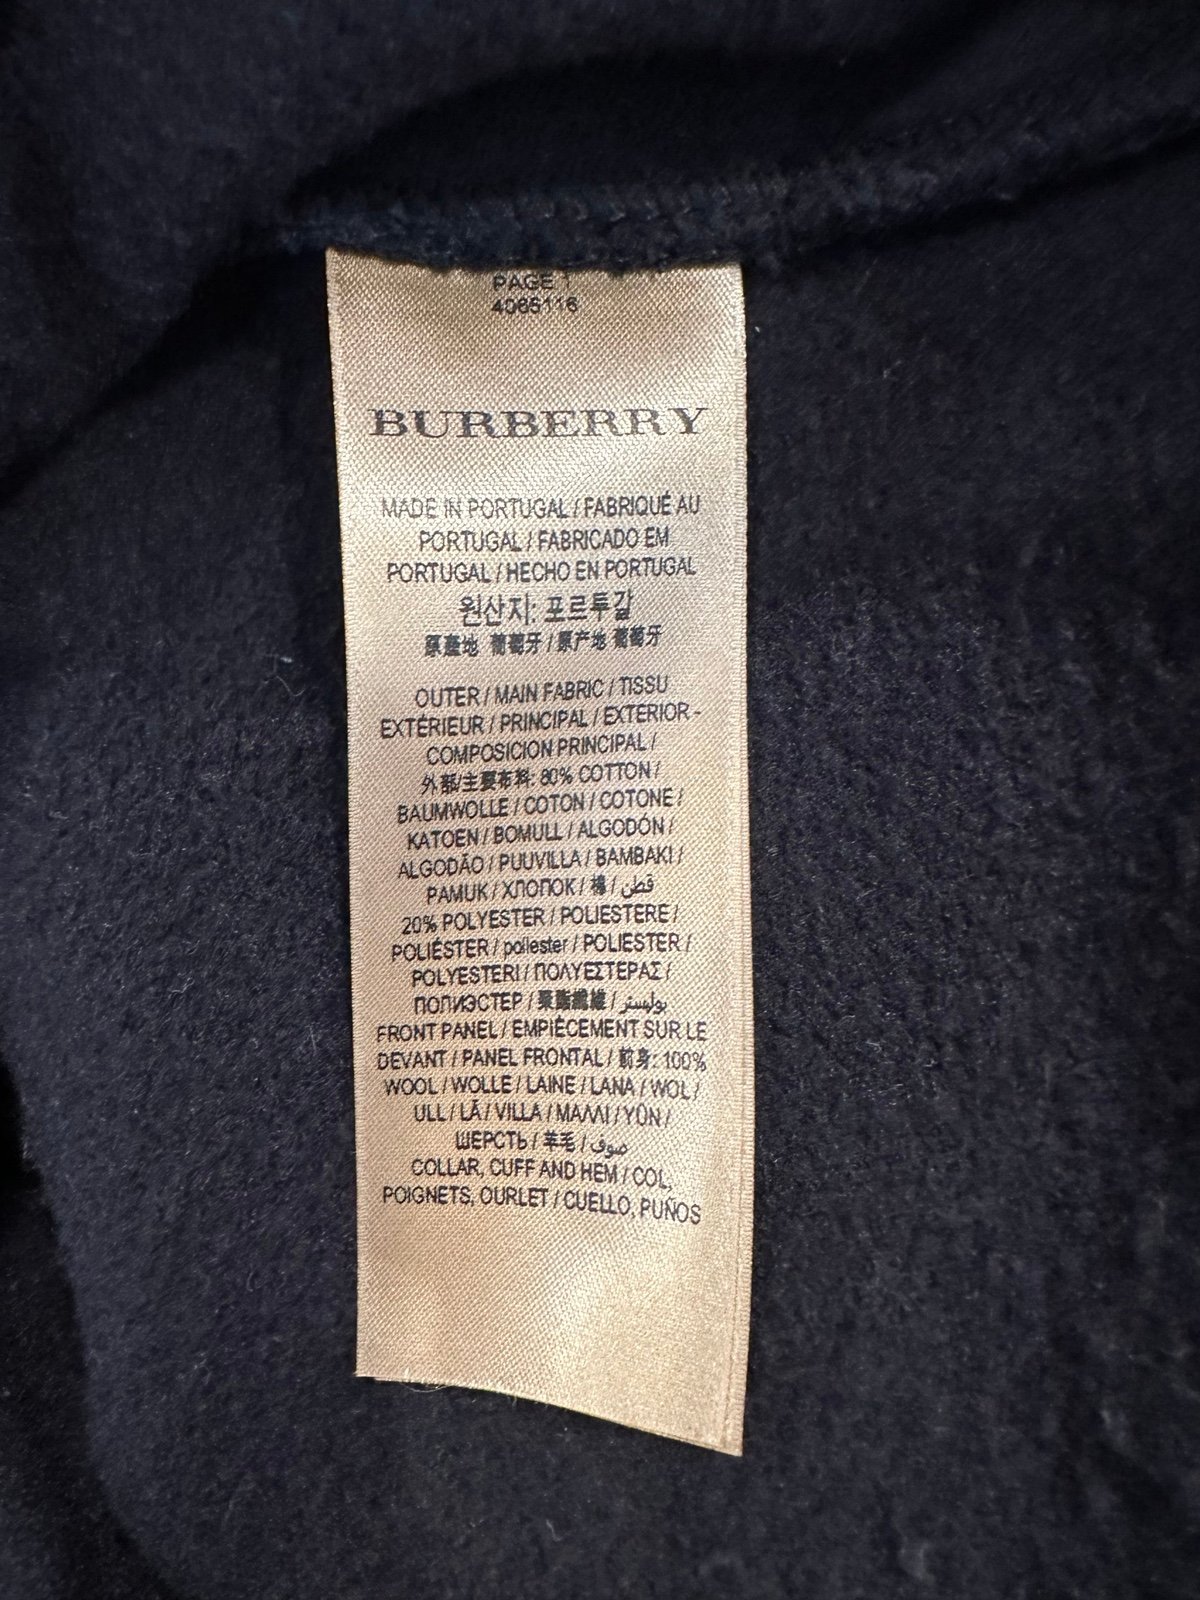 PAGE 1
4065116
BURBERRY
MADE IN PORTUGAL / FABRIQUÉ AU
PORTUGAL / FABRICADO EM
PORTUGAL / HECHO EN PORTUGAL
원산지: 포르투갈
原產地 葡萄牙 / 原产地 葡萄牙
OUTER / MAIN FABRIC / TISSU
EXTÉRIEUR / PRINCIPAL / EXTERIOR -
COMPOSICION PRINCIPAL /
外部/主要布料: 80% COTTON /
BAUMWOLLE / COTON / COTONE /
KATOEN / BOMULL / ALGODÓN /
ALGODÃO / PUUVILLA / BAMBAKI /
PAMUK / ХЛОПОК / 棉 / قطن
20% POLYESTER / POLIESTERE /
POLIÉSTER / poliester / POLIESTER /
POLYESTERI / ΠΟΛΥΕΣΤΕΡΑΣ /
ПОЛИЭСТЕР / 聚酯纖維 / بوليستر
FRONT PANEL / EMPIÈCEMENT SUR LE
DEVANT / PANEL FRONTAL / 前身: 100%
WOOL / WOLLE / LAINE / LANA / WOL /
ULL / LÃ / VILLA / ΜΑΛΛΙ / YÜN /
ШЕРСТЬ / 羊毛 / صوف
COLLAR, CUFF AND HEM / COL,
POIGNETS, OURLET / CUELLO, PUÑOS